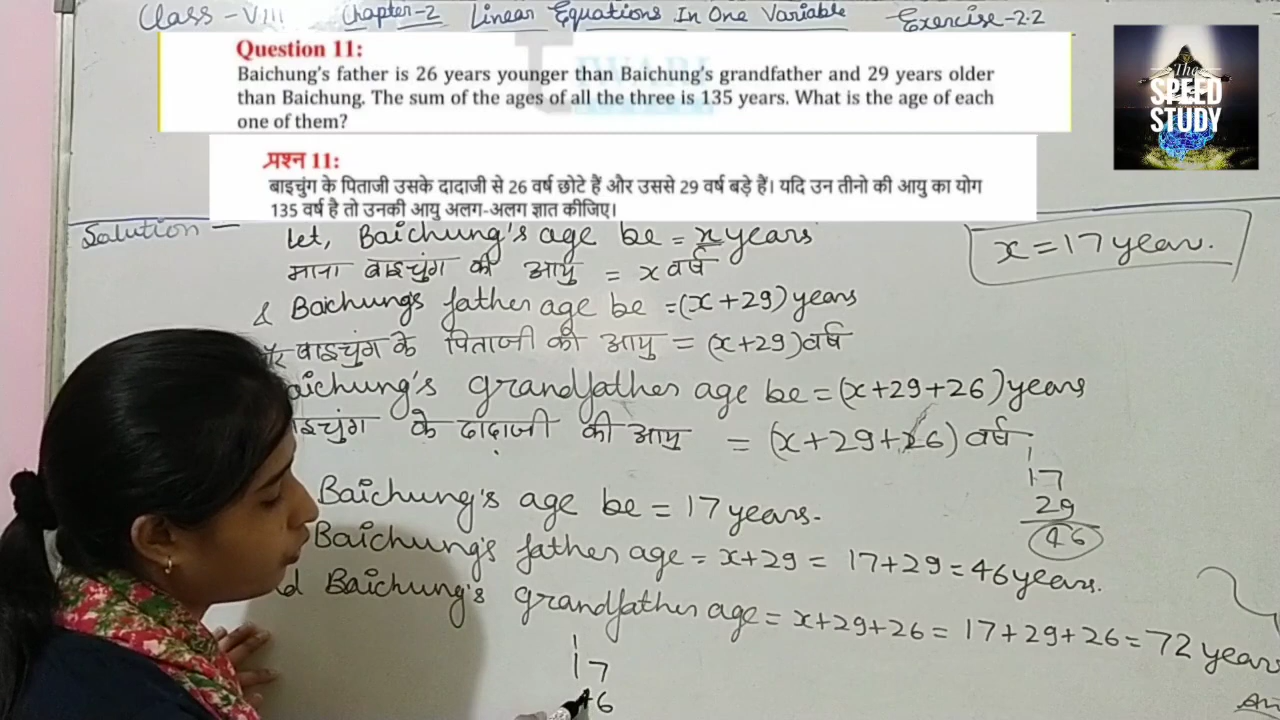 Class - VIII Chapter-2 Linear Equations In One Variable Exercise-2.2
Question 11:
Baichung's father is 26 years younger than Baichung's grandfather and 29 years older
than Baichung. The sum of the ages of all the three is 135 years. What is the age of each
one of them?
The
SPEED
STUDY
प्रश्न 11:
बाइचुंग के पिताजी उसके दादाजी से 26 वर्ष छोटे हैं और उससे 29 वर्ष बड़े हैं। यदि उन तीनो की आयु का योग
135 वर्ष है तो उनकी आयु अलग-अलग ज्ञात कीजिए।
Solution -
Let, Baichung's age be = x years
x = 17 year.
माना बाइचुंग की आयु = x वर्ष
& Baichung's father age be = (x+29) years
बाइचुंग के पिताजी की आयु = (x+29) वर्ष
aichung's grandfather age be = (x+29+26) years
इचुंग के दादाजी की आयु = (x+29+26) वर्ष
Baichung's age be = 17 years.
17
29
46
Baichung's father age = x+29 = 17+29 = 46 years.
d Baichung's grandfather age = x+29+26 = 17+29+26 = 72 years
1
17
46